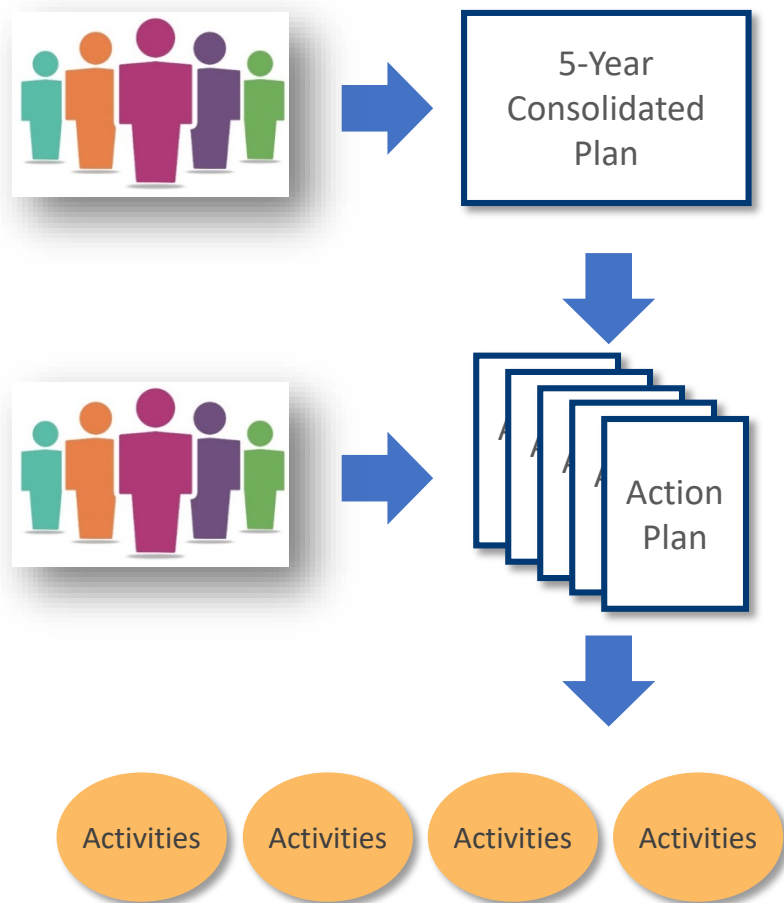 5-Year
Consolidated
Plan
Action
Plan
Activities
Activities
Activities
Activities